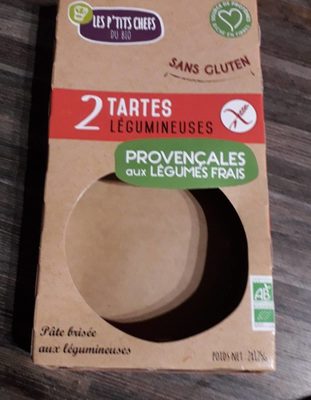 LES P'TITS CHEFS
DU BIO
SANS GLUTEN
2 TARTES
LÉGUMINEUSES
PROVENÇALES
aux LÉGUMES FRAIS
AB
Pâte brisée
aux légumineuses
POIDS NET